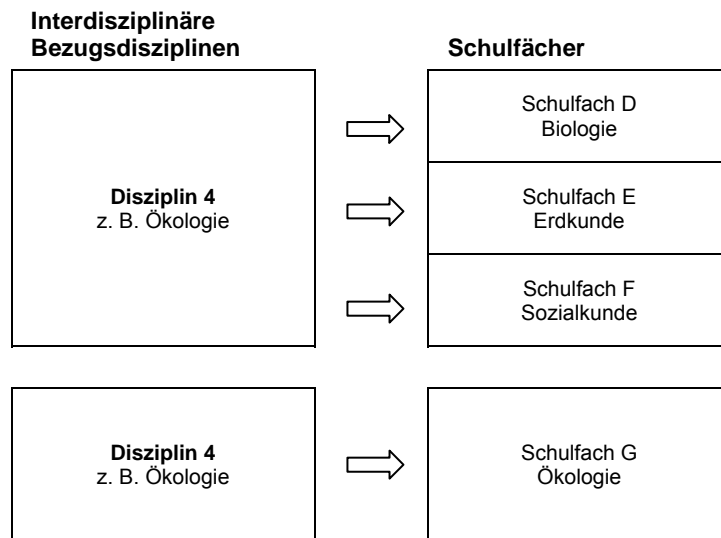 Interdisziplinäre
Bezugsdisziplinen
Schulfächer
Disziplin 4
z. B. Ökologie
Schulfach D
Biologie
Schulfach E
Erdkunde
Schulfach F
Sozialkunde
Disziplin 4
z. B. Ökologie
Schulfach G
Ökologie